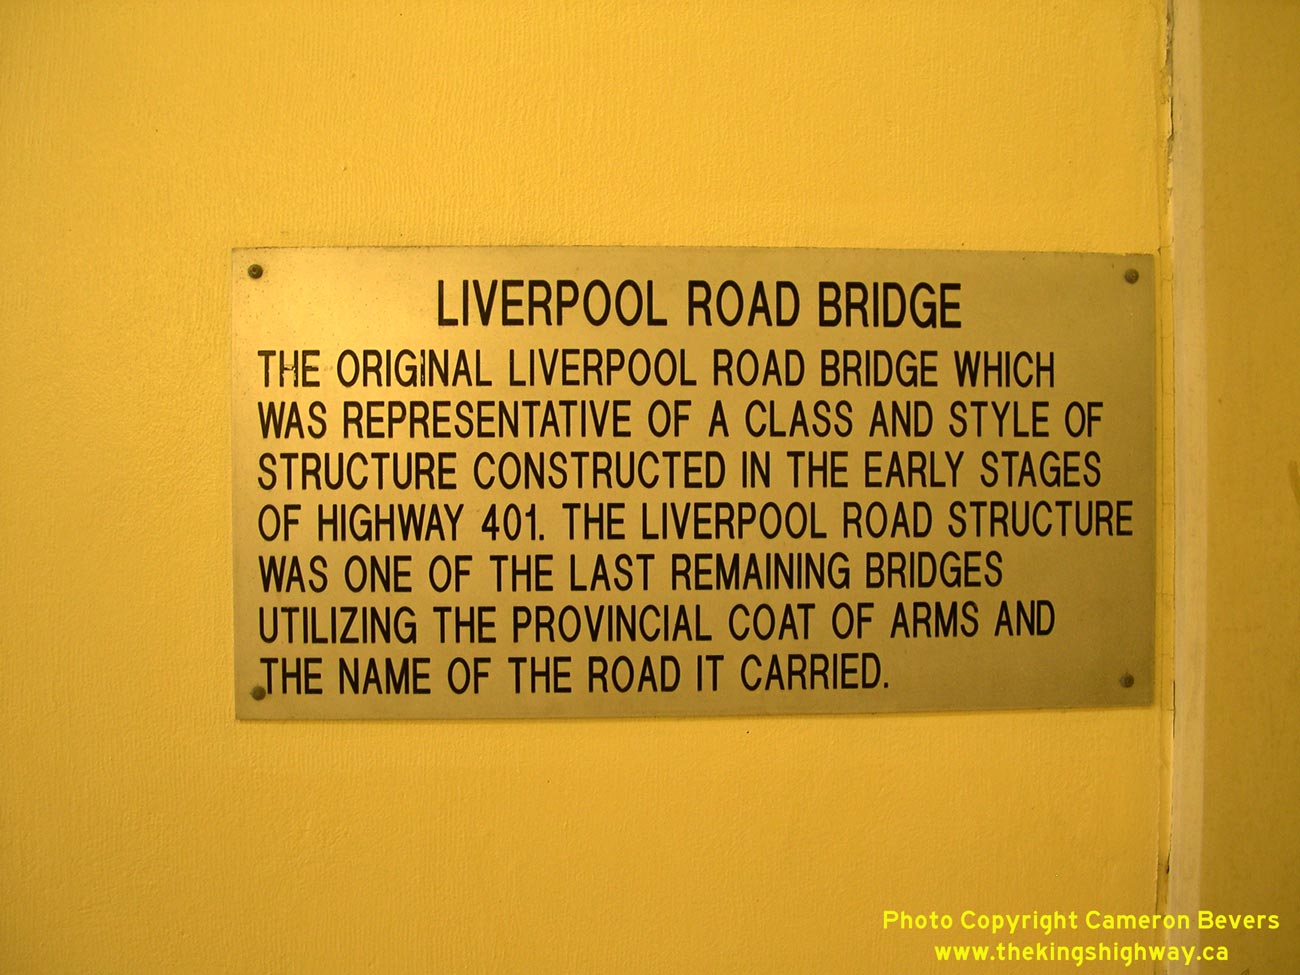 LIVERPOOL ROAD BRIDGE
THE ORIGINAL LIVERPOOL ROAD BRIDGE WHICH
WAS REPRESENTATIVE OF A CLASS AND STYLE OF
STRUCTURE CONSTRUCTED IN THE EARLY STAGES
OF HIGHWAY 401. THE LIVERPOOL ROAD STRUCTURE
WAS ONE OF THE LAST REMAINING BRIDGES
UTILIZING THE PROVINCIAL COAT OF ARMS AND
THE NAME OF THE ROAD IT CARRIED.
Photo Copyright Cameron Bevers
www.thekingshighway.ca